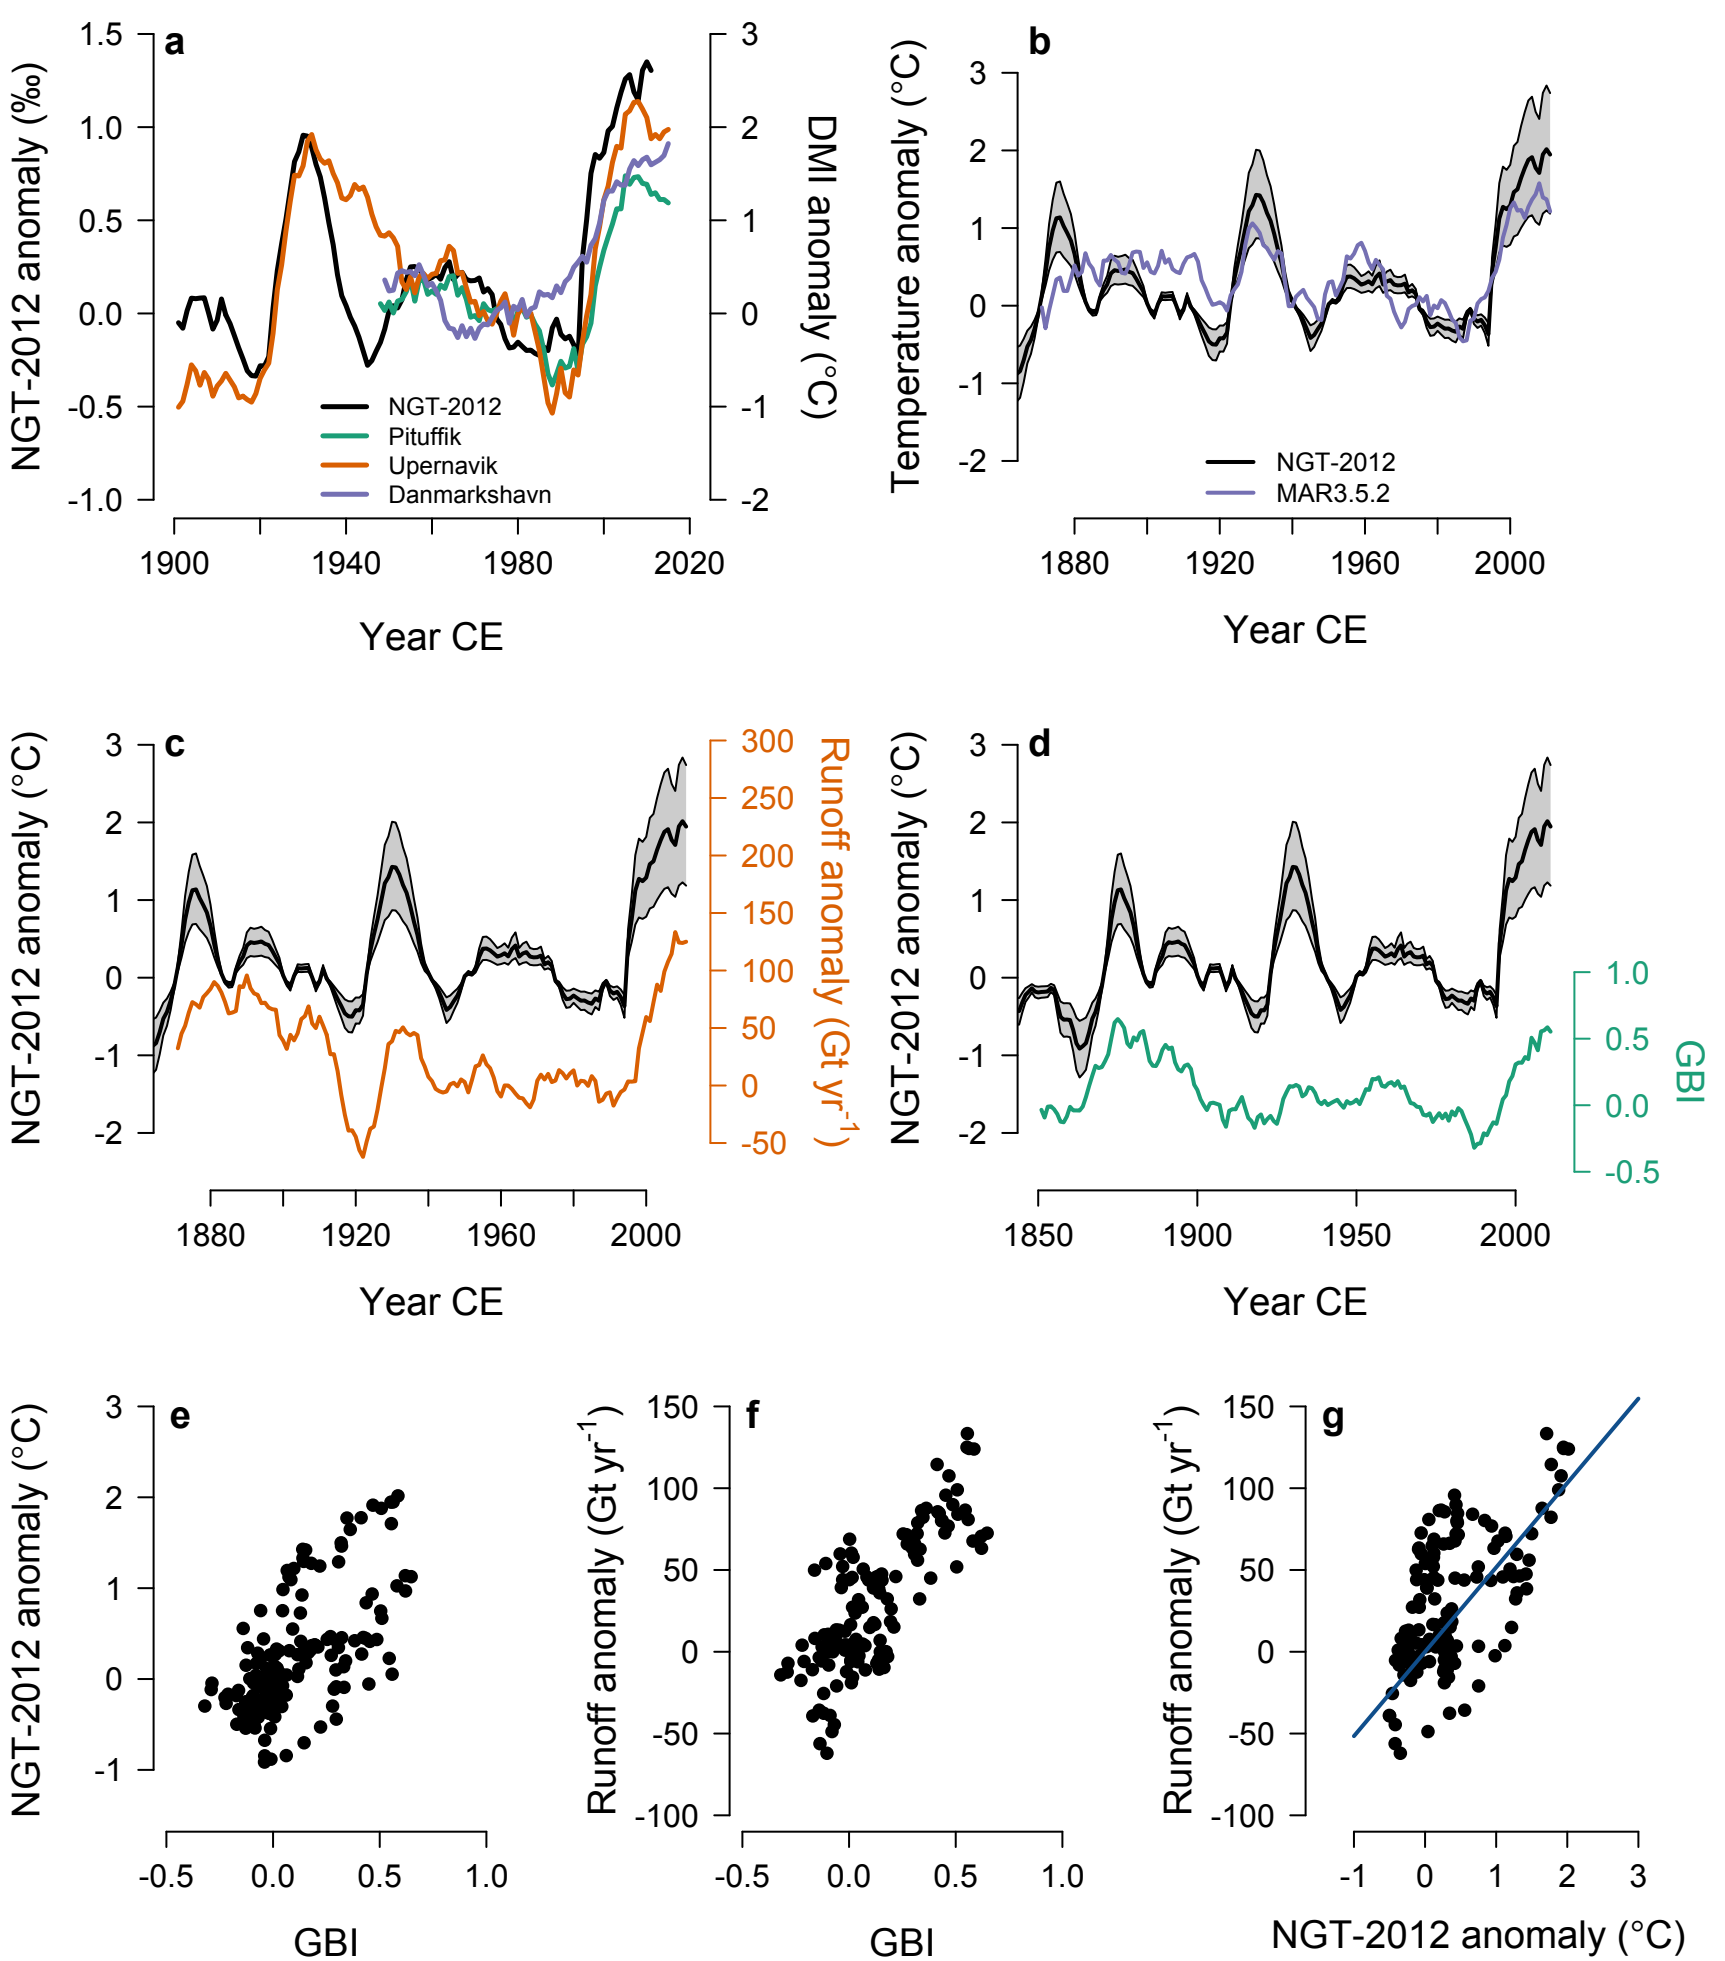 a
1.5
1.0
0.5
0.0
-0.5
-1.0
NGT-2012 anomaly (‰)
3
2
1
0
-1
-2
DMI anomaly (°C)
NGT-2012
Pituffik
Upernavik
Danmarkshavn
1900 1940 1980 2020
Year CE
b
3
2
1
0
-1
-2
Temperature anomaly (°C)
NGT-2012
MAR3.5.2
1880 1920 1960 2000
Year CE
c
3
2
1
0
-1
-2
NGT-2012 anomaly (°C)
300
250
200
150
100
50
0
-50
Runoff anomaly (Gt yr⁻¹)
1880 1920 1960 2000
Year CE
d
3
2
1
0
-1
-2
NGT-2012 anomaly (°C)
1.0
0.5
0.0
-0.5
GBI
1850 1900 1950 2000
Year CE
e
3
2
1
0
-1
NGT-2012 anomaly (°C)
-0.5 0.0 0.5 1.0
GBI
f
150
100
50
0
-50
-100
Runoff anomaly (Gt yr⁻¹)
-0.5 0.0 0.5 1.0
GBI
g
150
100
50
0
-50
-100
Runoff anomaly (Gt yr⁻¹)
-1 0 1 2 3
NGT-2012 anomaly (°C)